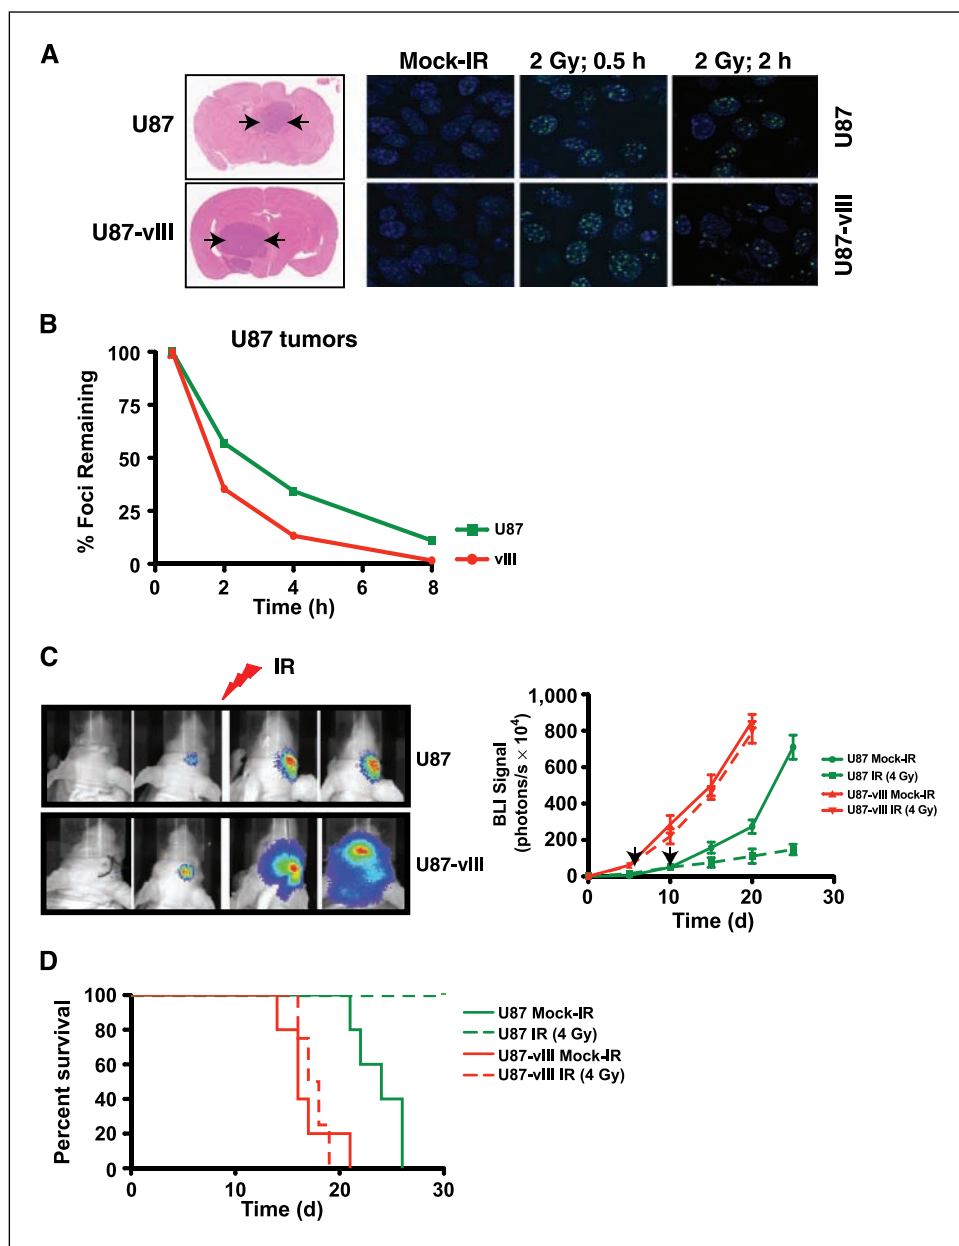 A
Mock-IR
2 Gy; 0.5 h
2 Gy; 2 h
U87
U87
U87-vIII
U87-vIII
B
U87 tumors
100
75
50
25
0
% Foci Remaining
0
2
4
6
8
Time (h)
U87
vIII
C
IR
U87
U87-vIII
1,000
800
600
400
200
0
BLI Signal
(photons/s × 10⁴)
0
10
20
30
Time (d)
U87 Mock-IR
U87 IR (4 Gy)
U87-vIII Mock-IR
U87-vIII IR (4 Gy)
D
100
80
60
40
20
0
Percent survival
0
10
20
30
Time (d)
U87 Mock-IR
U87 IR (4 Gy)
U87-vIII Mock-IR
U87-vIII IR (4 Gy)